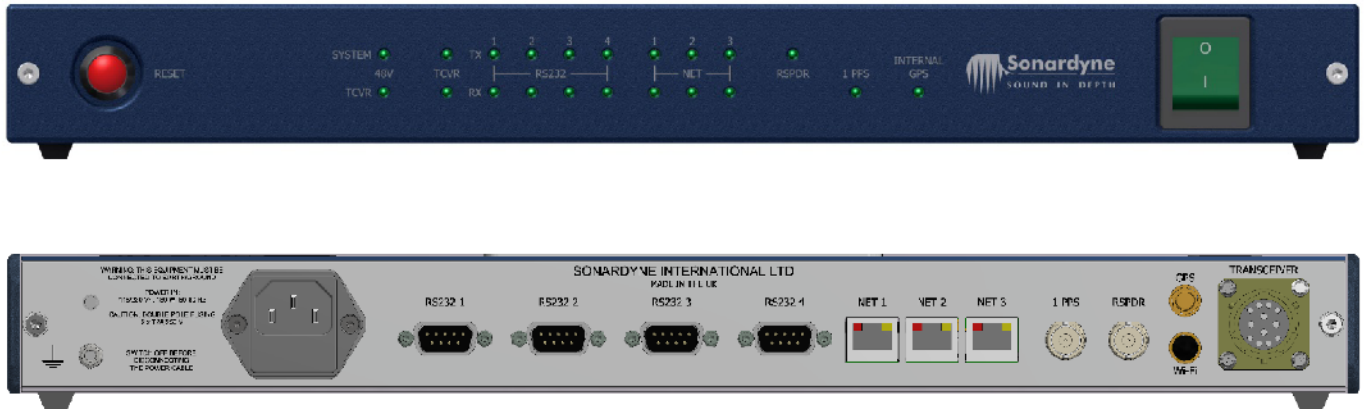 1 2 3 4 1 2 3
SYSTEM TX
INTERNAL
RESET 48V TCVR RS232 NET RSPDR 1 PPS GPS
TCVR RX
O
I
Sonardyne
SOUND IN DEPTH
WARNING: THIS EQUIPMENT MUST BE
CONNECTED TO EARTH GROUND
POWER IN:
SWITCH OFF BEFORE
DISCONNECTING
THE POWER CABLE
SONARDYNE INTERNATIONAL LTD
MADE IN THE UK
RS232 1 RS232 2 RS232 3 RS232 4 NET 1 NET 2 NET 3 1 PPS RSPDR GPS TRANSCEIVER
Wi-Fi